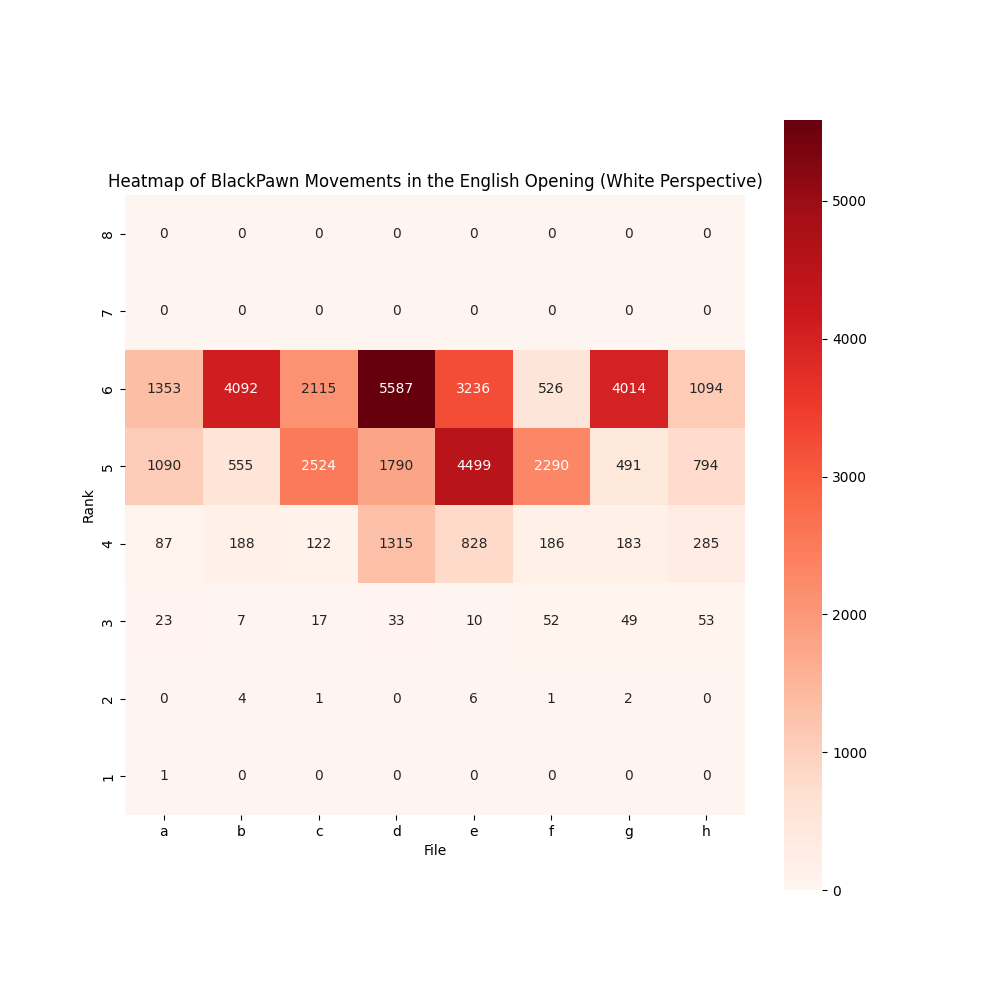 Heatmap of BlackPawn Movements in the English Opening (White Perspective)
8 0 0 0 0 0 0 0 0
7 0 0 0 0 0 0 0 0
6 1353 4092 2115 5587 3236 526 4014 1094
5 1090 555 2524 1790 4499 2290 491 794
4 87 188 122 1315 828 186 183 285
3 23 7 17 33 10 52 49 53
2 0 4 1 0 6 1 2 0
1 1 0 0 0 0 0 0 0
a b c d e f g h
File
Rank
5000
4000
3000
2000
1000
0